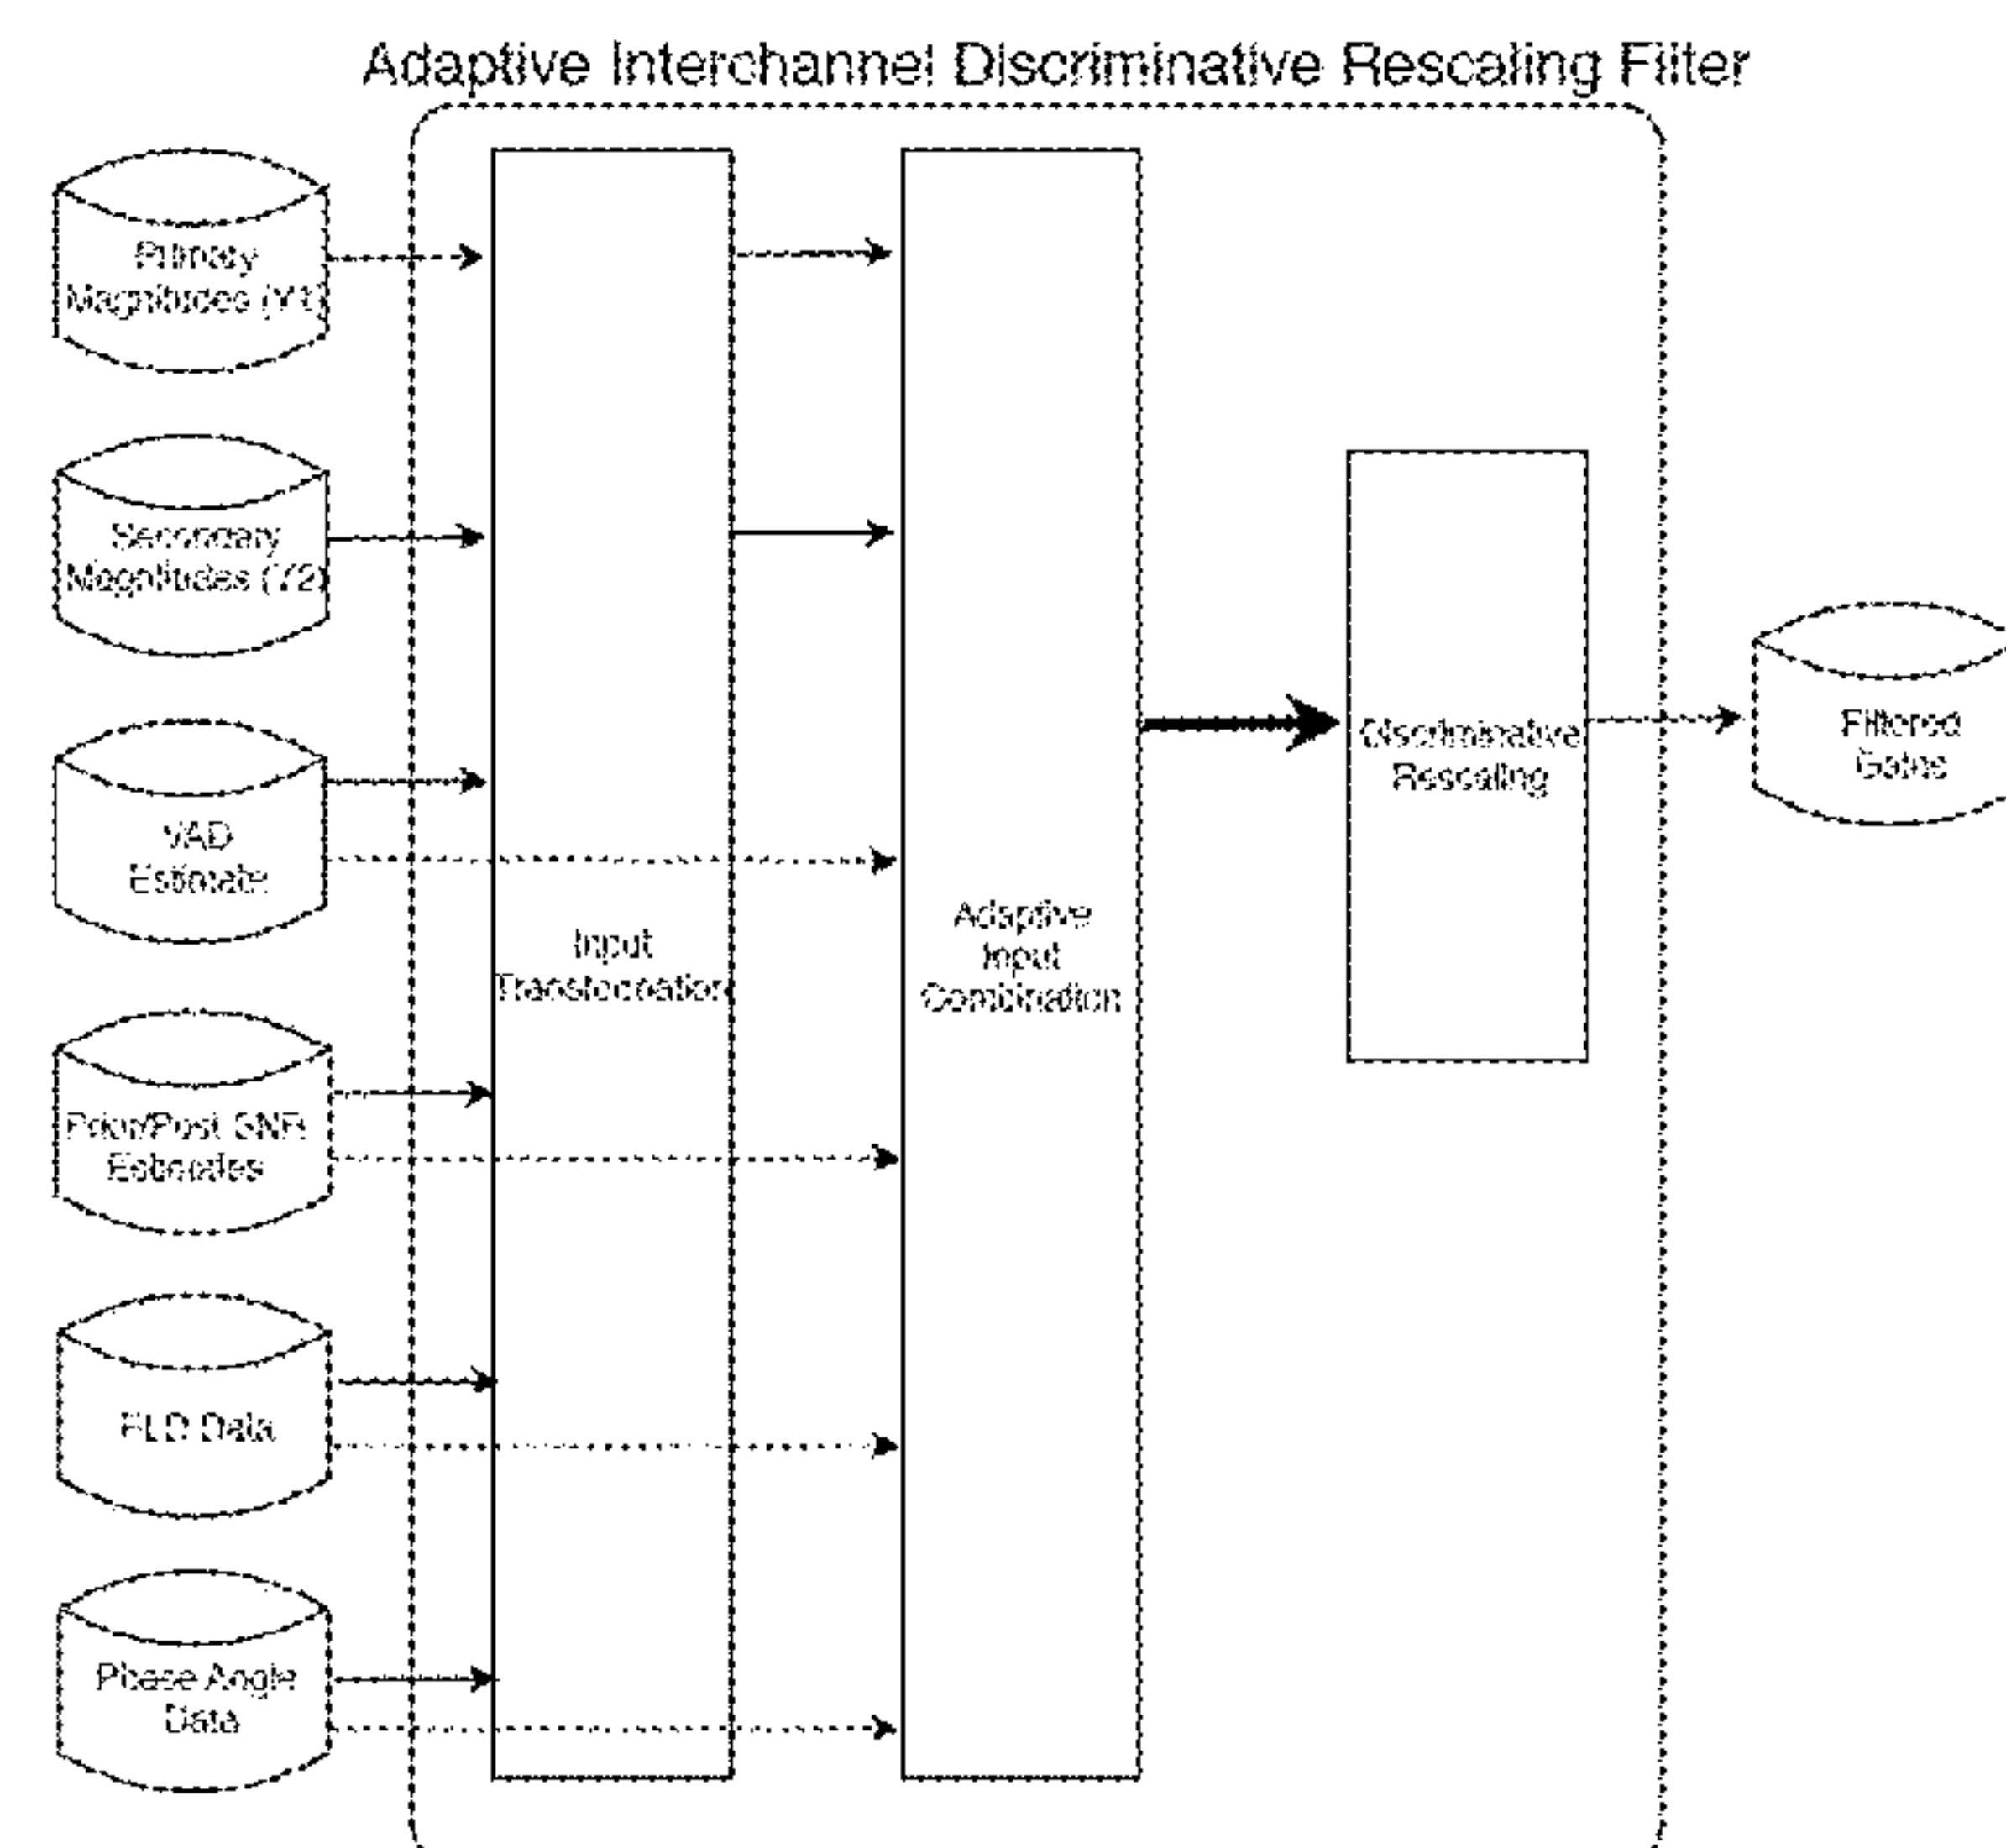 Adaptive Interchannel Discriminative Rescaling Filter
Primary
Magnitudes (Y1)
Secondary
Magnitudes (Y2)
VAD
Estimate
Input
Transformation
Adaptive
Input
Combination
Discriminative
Rescaling
Filtered
Gains
Prior/Post SNR
Estimates
PLD Data
Phase Angle
Data